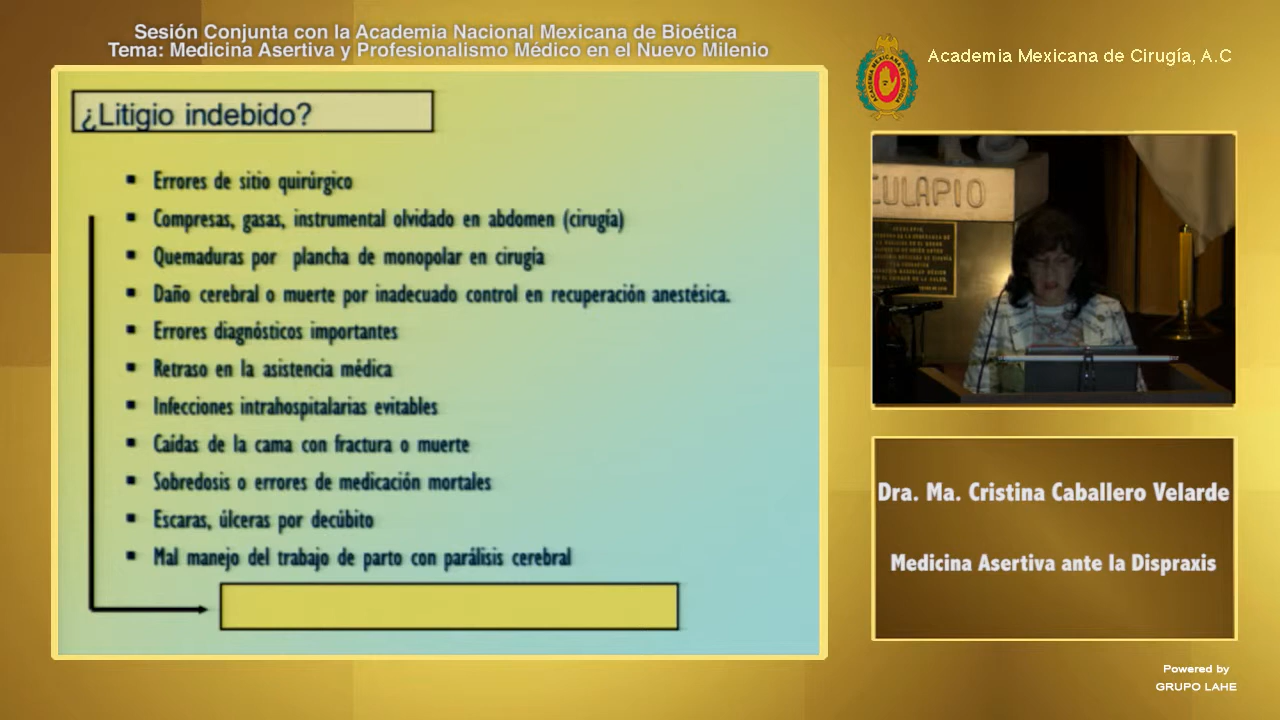 Sesión Conjunta con la Academia Nacional Mexicana de Bioética
Tema: Medicina Asertiva y Profesionalismo Médico en el Nuevo Milenio
Academia Mexicana de Cirugía, A.C
¿Litigio indebido?
▪ Errores de sitio quirúrgico
▪ Compresas, gasas, instrumental olvidado en abdomen (cirugía)
▪ Quemaduras por plancha de monopolar en cirugía
▪ Daño cerebral o muerte por inadecuado control en recuperación anestésica.
▪ Errores diagnósticos importantes
▪ Retraso en la asistencia médica
▪ Infecciones intrahospitalarias evitables
▪ Caídas de la cama con fractura o muerte
▪ Sobredosis o errores de medicación mortales
▪ Escaras, úlceras por decúbito
▪ Mal manejo del trabajo de parto con parálisis cerebral
CULAPIO
Dra. Ma. Cristina Caballero Velarde
Medicina Asertiva ante la Dispraxis
Powered by
GRUPO LAHE